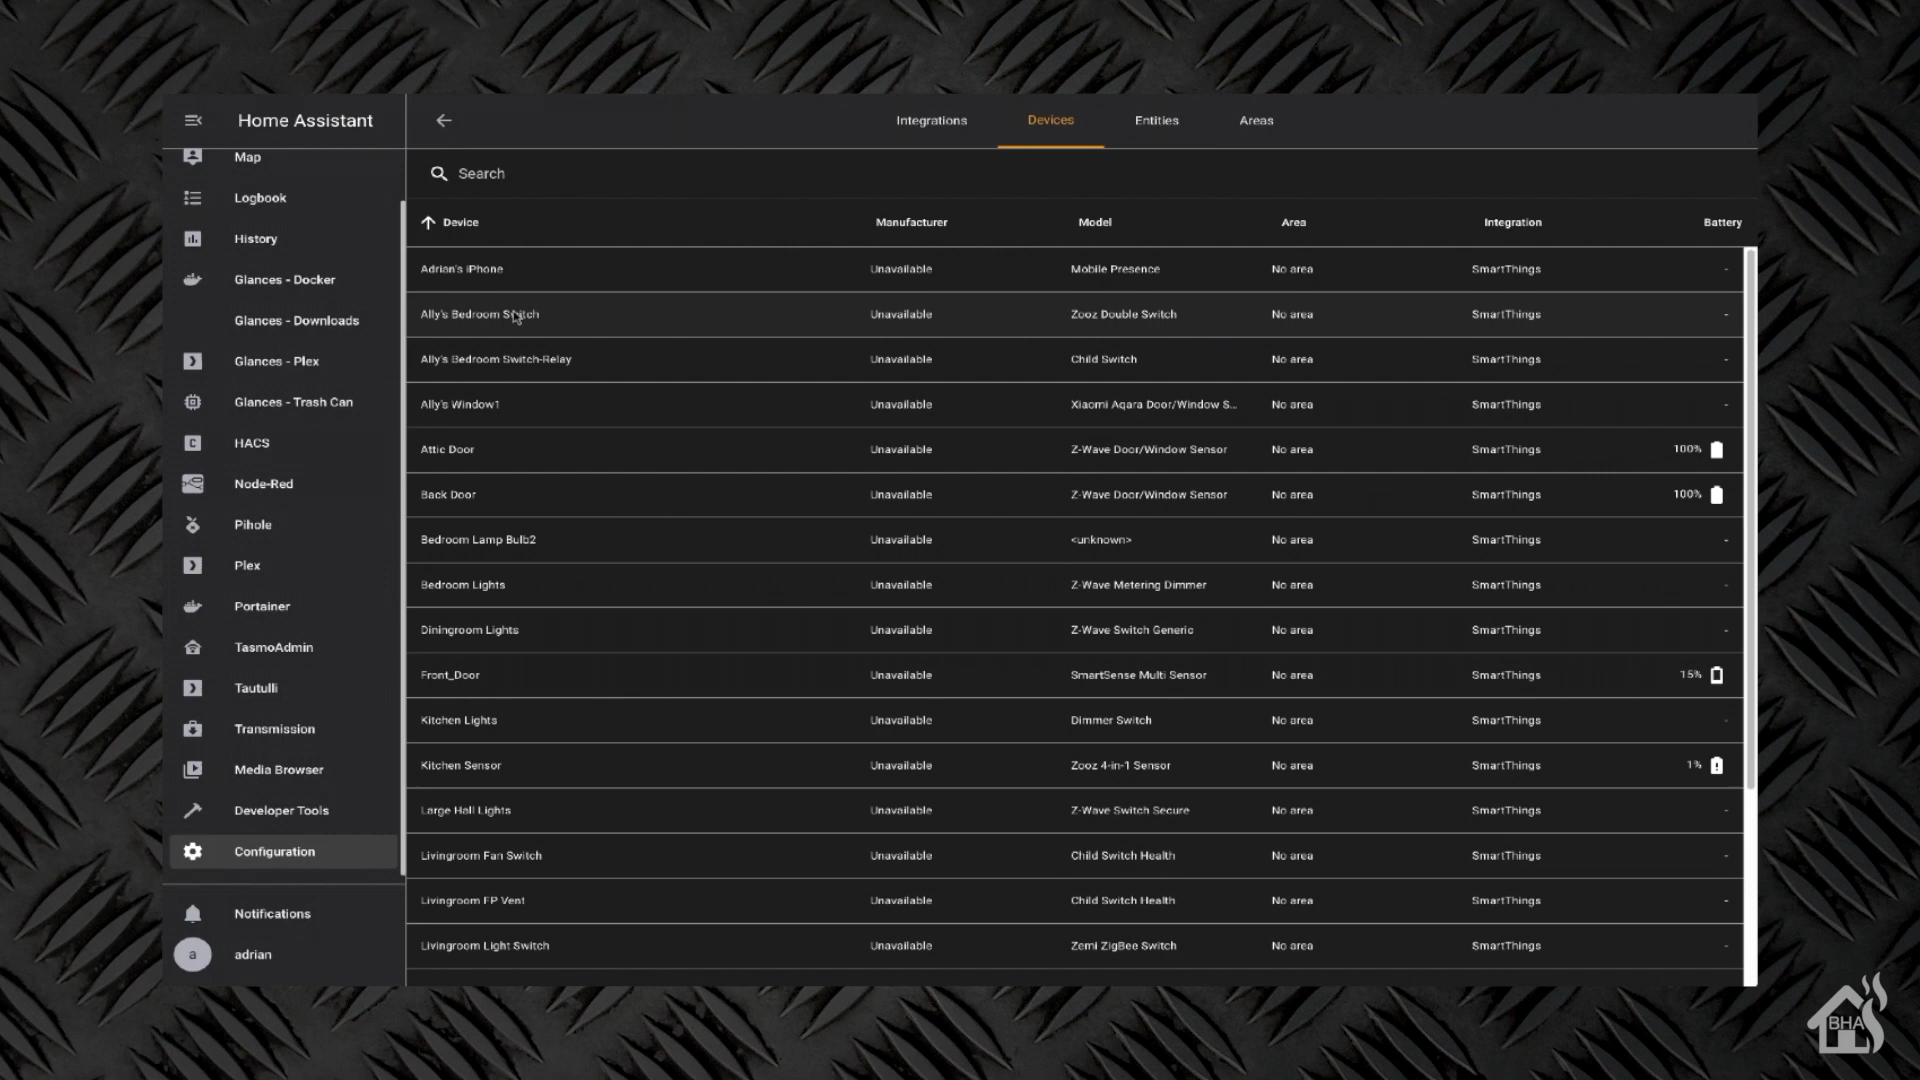 Home Assistant
Map
Logbook
History
Glances - Docker
Glances - Downloads
Glances - Plex
Glances - Trash Can
HACS
Node-Red
Pihole
Plex
Portainer
TasmoAdmin
Tautulli
Transmission
Media Browser
Developer Tools
Configuration
Notifications
a adrian
Integrations Devices Entities Areas
Search
Device Manufacturer Model Area Integration Battery
Adrian's iPhone Unavailable Mobile Presence No area SmartThings -
Ally's Bedroom Switch Unavailable Zooz Double Switch No area SmartThings -
Ally's Bedroom Switch-Relay Unavailable Child Switch No area SmartThings -
Ally's Window1 Unavailable Xiaomi Aqara Door/Window S... No area SmartThings -
Attic Door Unavailable Z-Wave Door/Window Sensor No area SmartThings 100%
Back Door Unavailable Z-Wave Door/Window Sensor No area SmartThings 100%
Bedroom Lamp Bulb2 Unavailable <unknown> No area SmartThings -
Bedroom Lights Unavailable Z-Wave Metering Dimmer No area SmartThings -
Diningroom Lights Unavailable Z-Wave Switch Generic No area SmartThings -
Front_Door Unavailable SmartSense Multi Sensor No area SmartThings 15%
Kitchen Lights Unavailable Dimmer Switch No area SmartThings -
Kitchen Sensor Unavailable Zooz 4-in-1 Sensor No area SmartThings 1%
Large Hall Lights Unavailable Z-Wave Switch Secure No area SmartThings -
Livingroom Fan Switch Unavailable Child Switch Health No area SmartThings -
Livingroom FP Vent Unavailable Child Switch Health No area SmartThings -
Livingroom Light Switch Unavailable Zemi ZigBee Switch No area SmartThings -
BHA